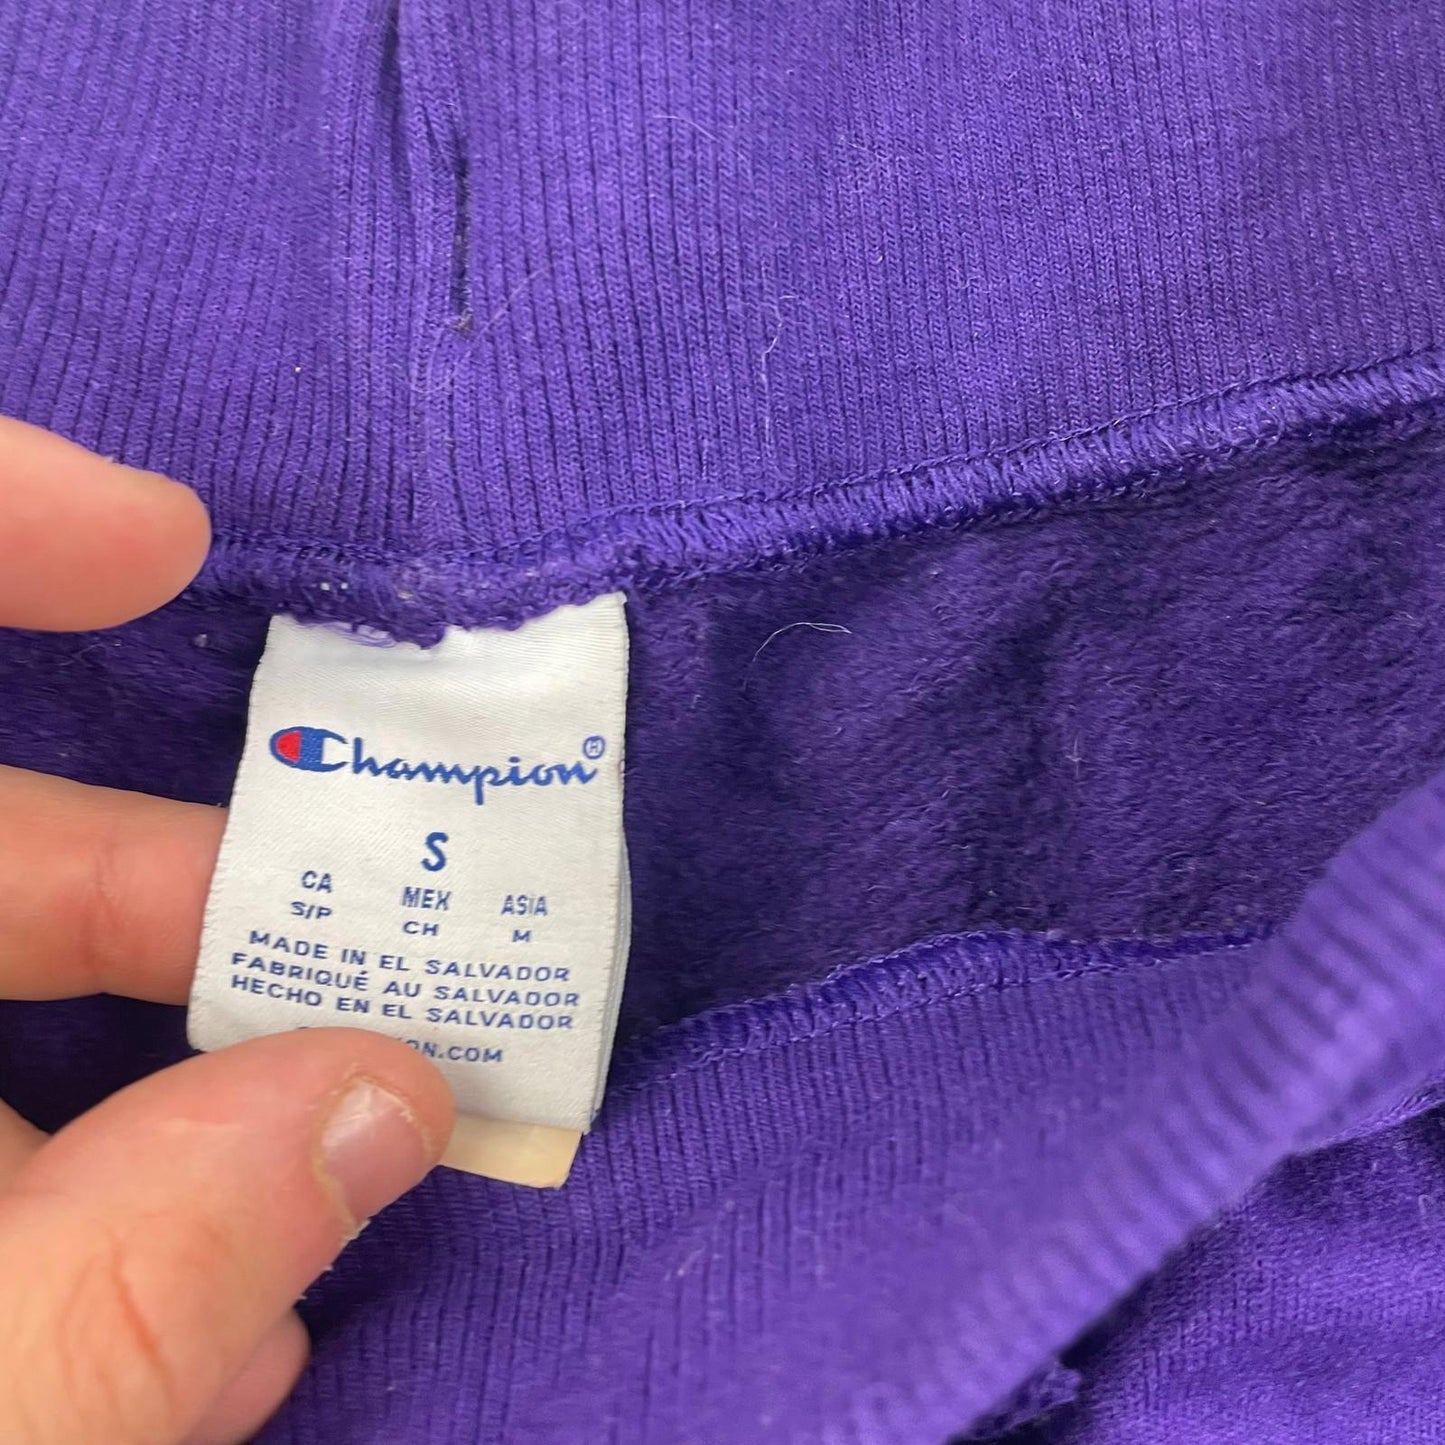 Champion®
S
CA MEX ASIA
S/P CH M
MADE IN EL SALVADOR
FABRIQUÉ AU SALVADOR
HECHO EN EL SALVADOR